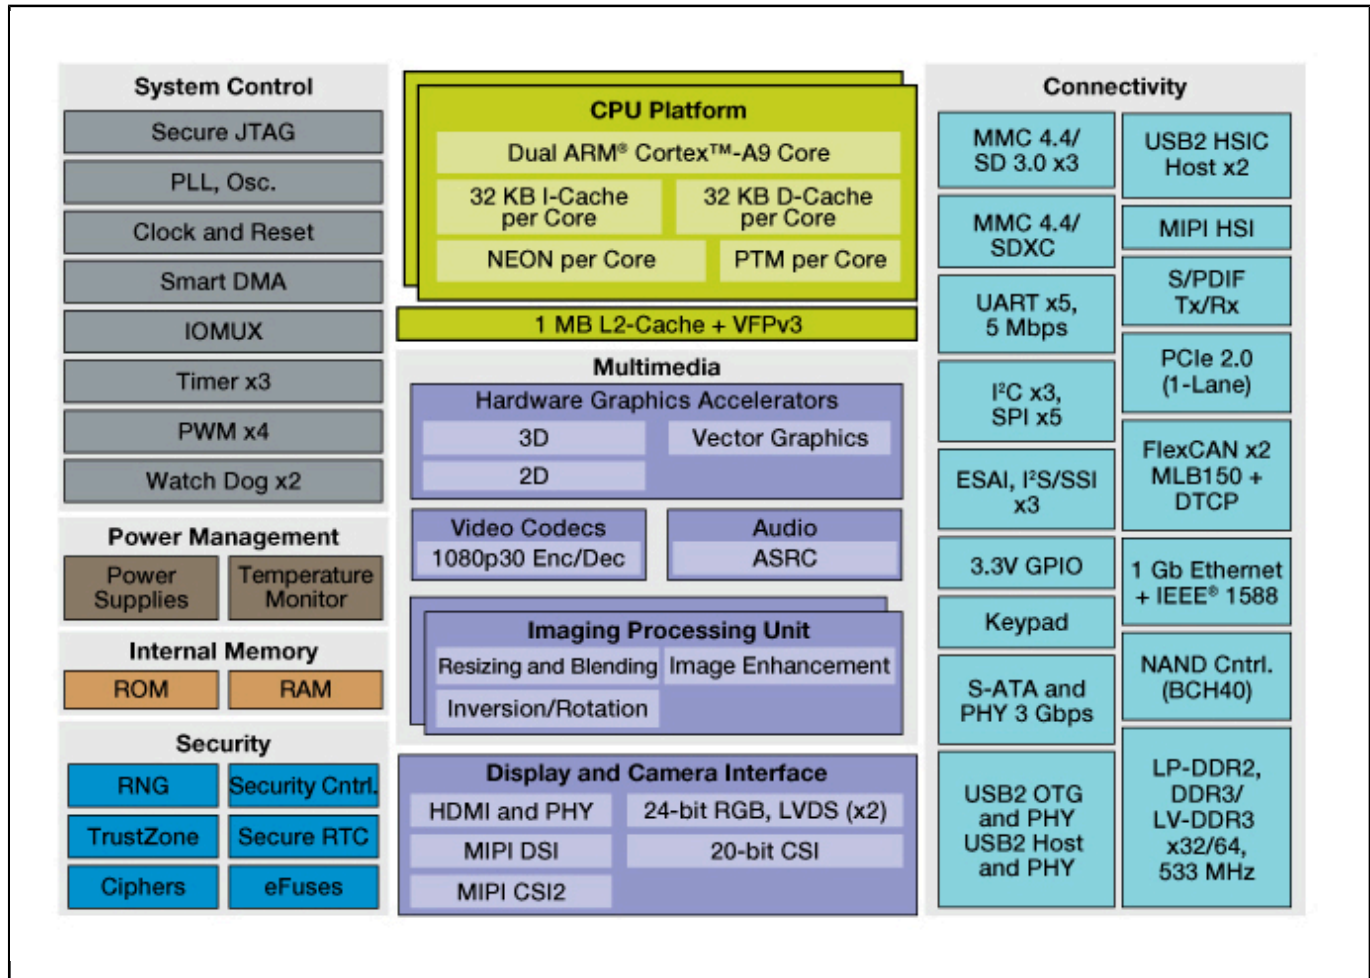 System Control
Secure JTAG
PLL, Osc.
Clock and Reset
Smart DMA
IOMUX
Timer x3
PWM x4
Watch Dog x2
Power Management
Power
Supplies
Temperature
Monitor
Internal Memory
ROM
RAM
Security
RNG
Security Cntrl.
TrustZone
Secure RTC
Ciphers
eFuses
CPU Platform
Dual ARM® Cortex™-A9 Core
32 KB I-Cache
per Core
32 KB D-Cache
per Core
NEON per Core
PTM per Core
1 MB L2-Cache + VFPv3
Multimedia
Hardware Graphics Accelerators
3D
Vector Graphics
2D
Video Codecs
1080p30 Enc/Dec
Audio
ASRC
Imaging Processing Unit
Resizing and Blending
Image Enhancement
Inversion/Rotation
Display and Camera Interface
HDMI and PHY
24-bit RGB, LVDS (x2)
MIPI DSI
20-bit CSI
MIPI CSI2
Connectivity
MMC 4.4/
SD 3.0 x3
MMC 4.4/
SDXC
UART x5,
5 Mbps
I²C x3,
SPI x5
ESAI, I²S/SSI
x3
3.3V GPIO
Keypad
S-ATA and
PHY 3 Gbps
USB2 OTG
and PHY
USB2 Host
and PHY
USB2 HSIC
Host x2
MIPI HSI
S/PDIF
Tx/Rx
PCIe 2.0
(1-Lane)
FlexCAN x2
MLB150 +
DTCP
1 Gb Ethernet
+ IEEE® 1588
NAND Cntrl.
(BCH40)
LP-DDR2,
DDR3/
LV-DDR3
x32/64,
533 MHz